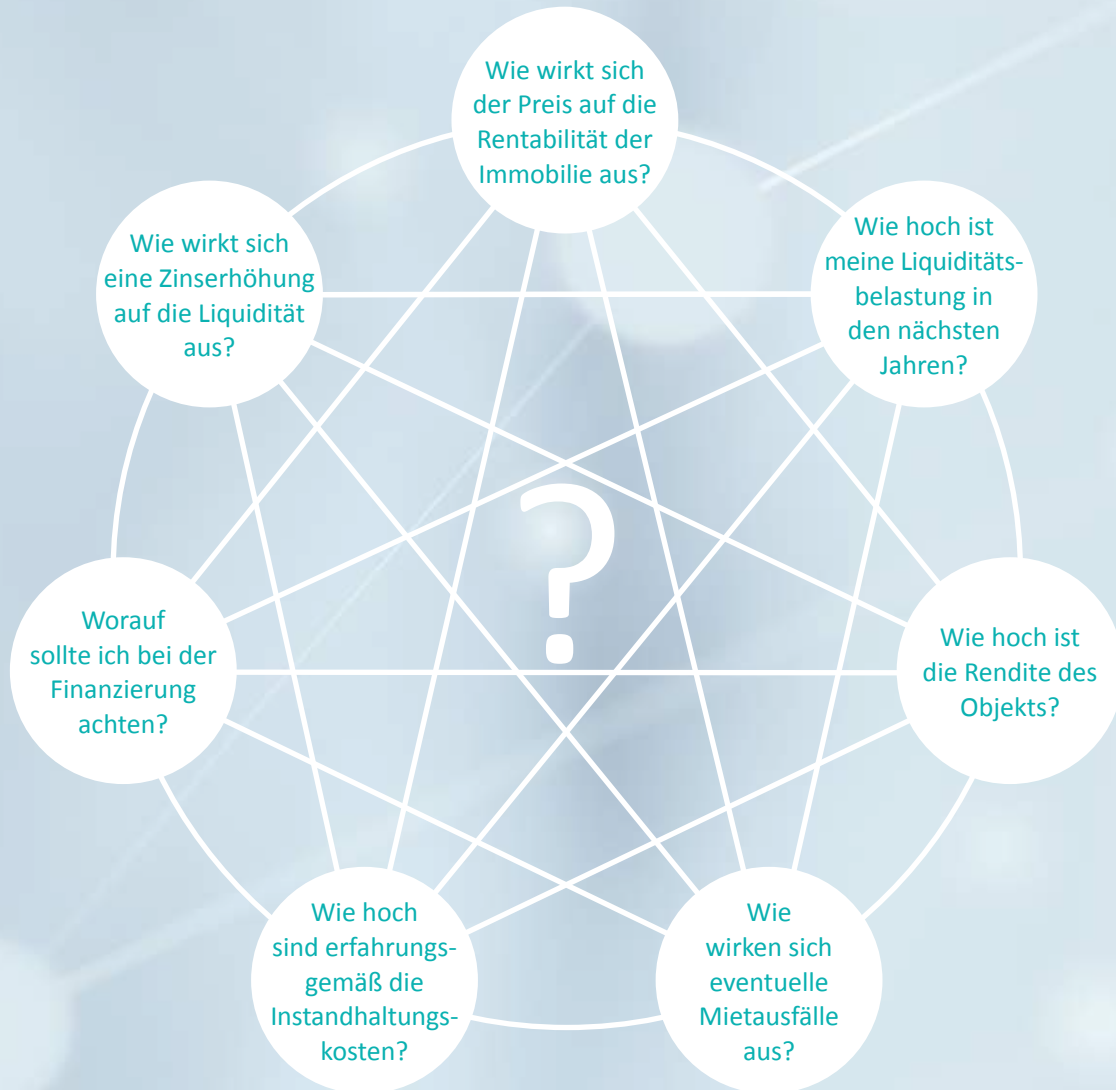 Wie wirkt sich
der Preis auf die
Rentabilität der
Immobilie aus?
Wie hoch ist
meine Liquiditäts-
belastung in
den nächsten
Jahren?
Wie hoch ist
die Rendite des
Objekts?
Wie
wirken sich
eventuelle
Mietausfälle
aus?
Wie hoch
sind erfahrungs-
gemäß die
Instandhaltungs-
kosten?
Worauf
sollte ich bei der
Finanzierung
achten?
Wie wirkt sich
eine Zinserhöhung
auf die Liquidität
aus?
?